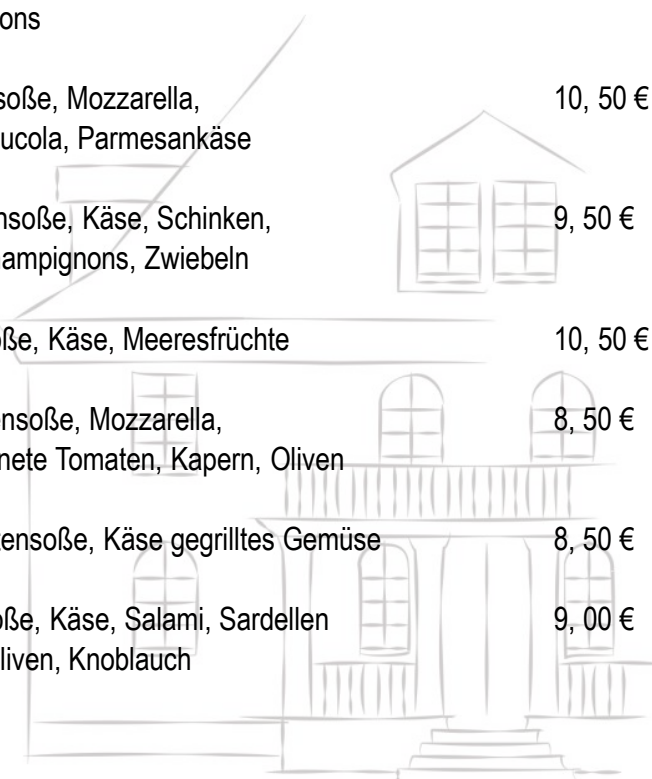 ons
soße, Mozzarella, 10, 50 €
ucola, Parmesankäse
nsoße, Käse, Schinken, 9, 50 €
ampignons, Zwiebeln
oße, Käse, Meeresfrüchte 10, 50 €
ensoße, Mozzarella, 8, 50 €
nete Tomaten, Kapern, Oliven
tensoße, Käse gegrilltes Gemüse 8, 50 €
oße, Käse, Salami, Sardellen 9, 00 €
liven, Knoblauch